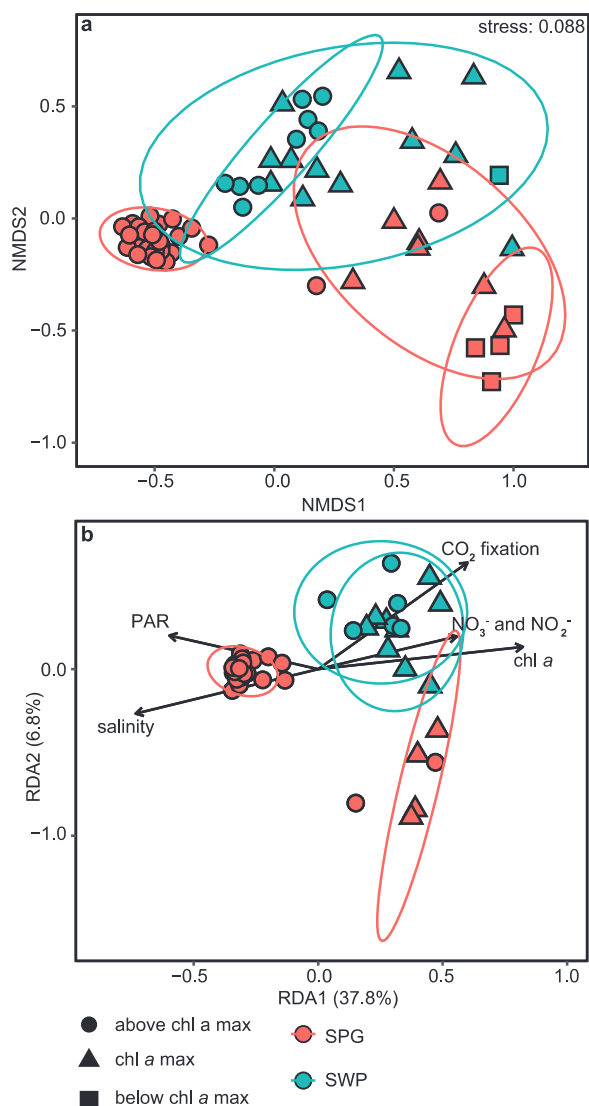 a
stress: 0.088
0.5
0.0
−0.5
−1.0
NMDS2
−0.5
0.0
0.5
1.0
NMDS1
b
CO₂ fixation
PAR
NO₃⁻ and NO₂⁻
chl a
salinity
0.0
−1.0
RDA2 (6.8%)
−0.5
0.0
0.5
1.0
RDA1 (37.8%)
above chl a max
chl a max
below chl a max
SPG
SWP